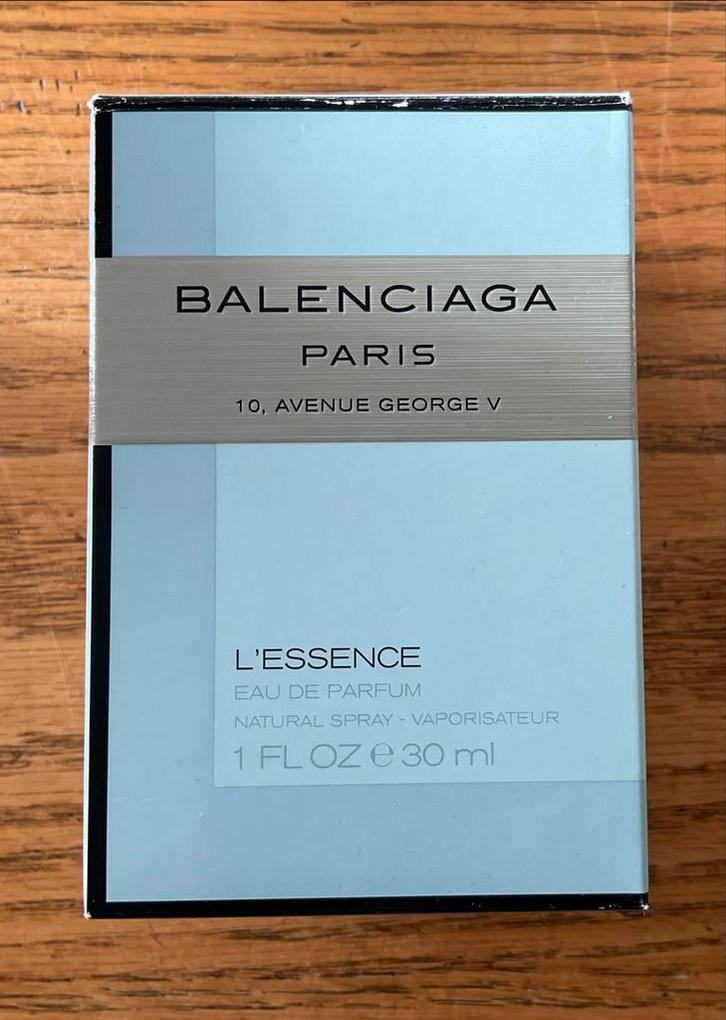 BALENCIAGA
PARIS
10, AVENUE GEORGE V
L'ESSENCE
EAU DE PARFUM
NATURAL SPRAY - VAPORISATEUR
1 FL OZ ℮ 30 ml